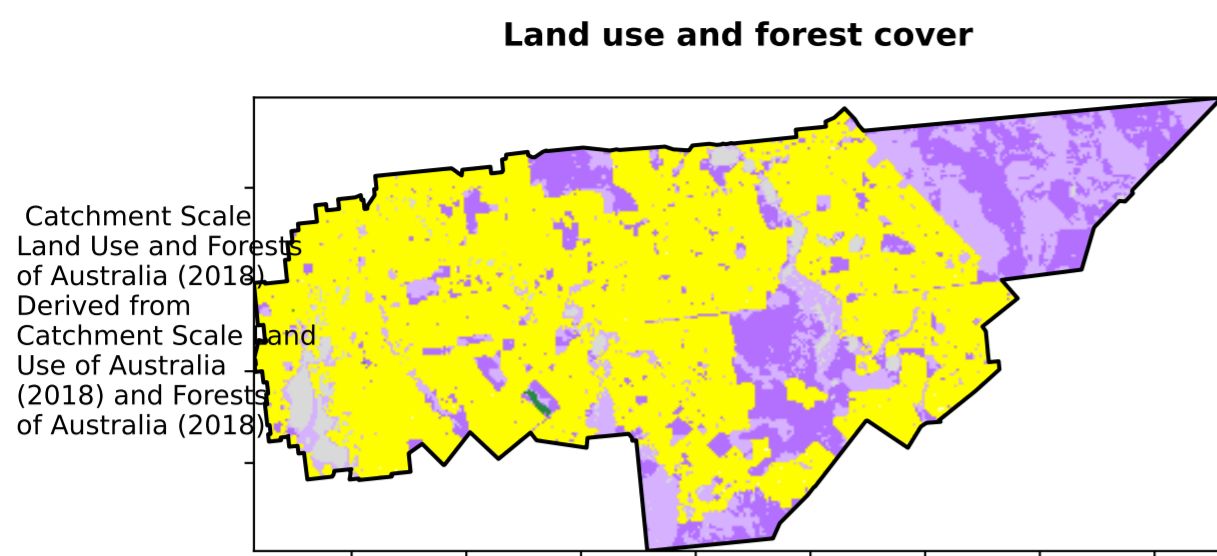 Land use and forest cover
Catchment Scale
Land Use and Forests
of Australia (2018)
Derived from
Catchment Scale Land
Use of Australia
(2018) and Forests
of Australia (2018)